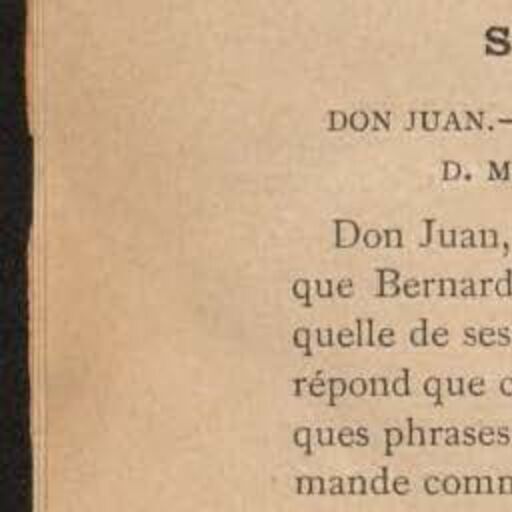 S
DON JUAN.—
D. M
Don Juan,
que Bernard
quelle de ses
répond que c
ques phrases
mande comm